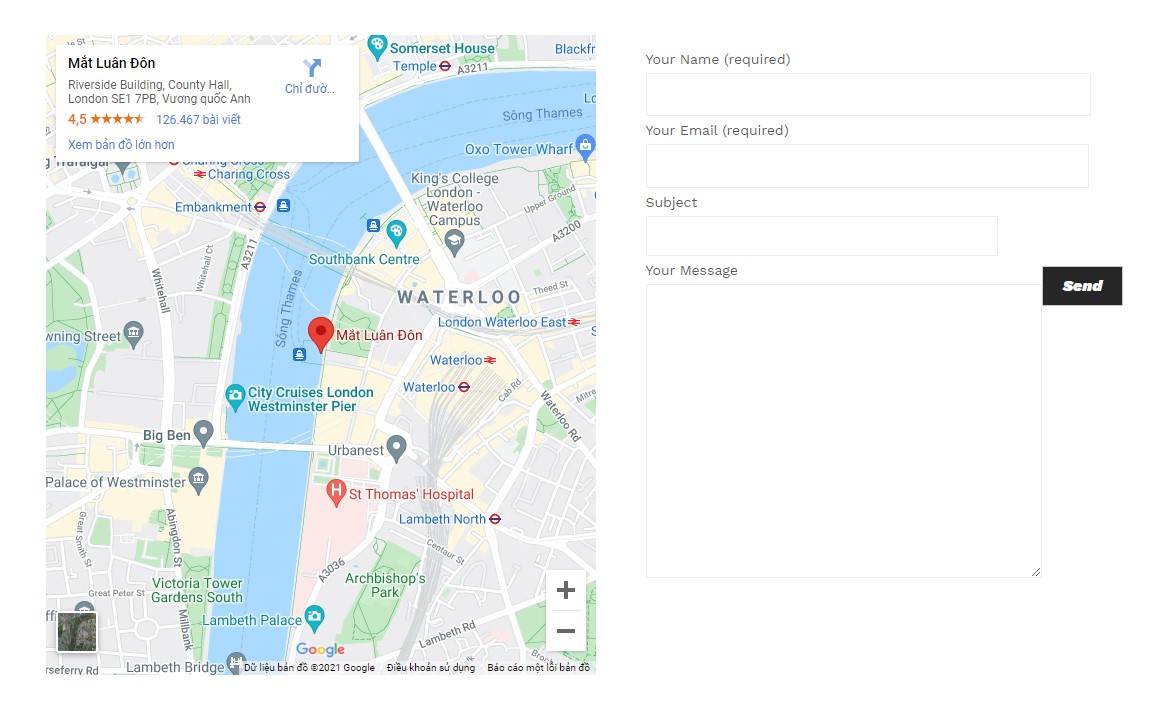 Mắt Luân Đôn
Riverside Building, County Hall,
London SE1 7PB, Vương quốc Anh
4,5
126.467 bài viết
Xem bản đồ lớn hơn
Chỉ đườ...
Somerset House
Blackfr
Temple
A3211
Sông Thames
Oxo Tower Wharf
Charing Cross
Charing Cross
Embankment
King's College
London -
Waterloo
Campus
Upper Ground
A3200
A3211
Whitehall Ct
Whitehall
Southbank Centre
Theed St
WATERLOO
Sông Thames
London Waterloo East
Mắt Luân Đôn
wning Street
Waterloo
Waterloo
Cab Rd
Mitre
Waterloo Rd
City Cruises London
Westminster Pier
Big Ben
Urbanest
Palace of Westminster
St Thomas' Hospital
Lambeth North
Great Smith St
Abingdon St
Centaur St
A3036
Archbishop's
Park
Victoria Tower
Gardens South
Great Peter St
Millbank
Lambeth Palace
Lambeth Rd
Lambeth Bridge
rseferry Rd
Google
Dữ liệu bản đồ ©2021 Google
Điều khoản sử dụng
Báo cáo một lỗi bản đồ
Your Name (required)
Your Email (required)
Subject
Your Message
Send